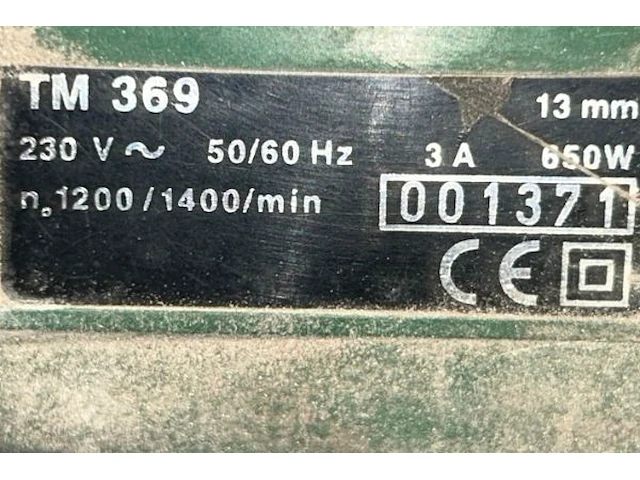 TM 369 13 mm
230 V ~ 50/60 Hz 3 A 650W
n₀1200/1400/min 001371
CE